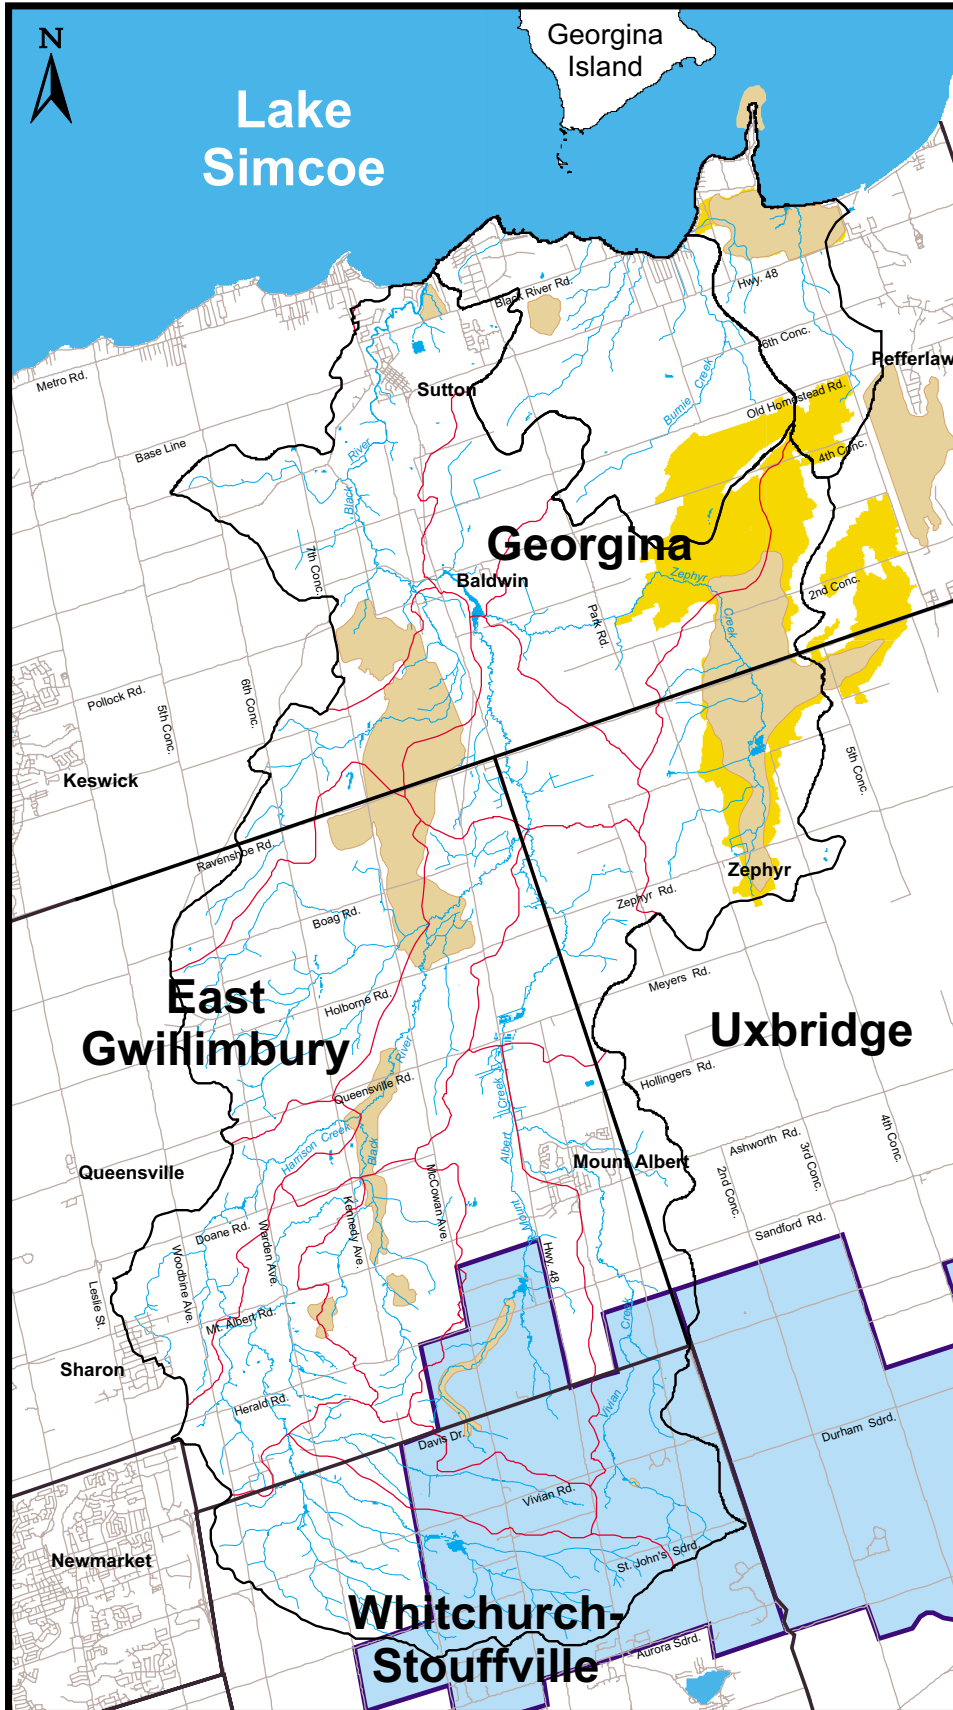 N
Georgina
Island
Lake
Simcoe
Hwy. 48
Black River Rd.
6th Conc.
Pefferlaw
Metro Rd.
Sutton
Burnie Creek
Old Homestead Rd.
Base Line
River
4th Conc.
Black
Georgina
7th Conc.
Baldwin
Zephyr
2nd Conc.
Park Rd.
Creek
Pollock Rd.
6th Conc.
5th Conc.
5th Conc.
Keswick
Ravenshoe Rd.
Zephyr
Boag Rd.
Zephyr Rd.
Meyers Rd.
East
Gwillimbury
Holborne Rd.
Uxbridge
River
Hollingers Rd.
Queensville Rd.
Creek
Harrison Creek
Black
Albert
Ashworth Rd.
4th Conc.
3rd Conc.
2nd Conc.
Queensville
Mount Albert
McCowan Ave.
Kennedy Ave.
Mount
Sandford Rd.
Doane Rd.
Warden Ave.
Woodbine Ave.
Hwy. 48
Leslie St.
Creek
Mt. Albert Rd.
Sharon
Vivian
Herald Rd.
Durham Sdrd.
Davis Dr.
Vivian Rd.
Newmarket
St. John's Sdrd.
Whitchurch-
Stouffville
Aurora Sdrd.